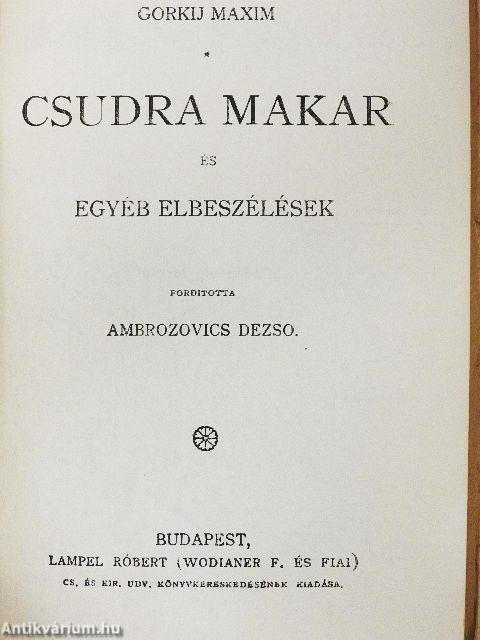 GORKIJ MAXIM
*
CSUDRA MAKAR
ÉS
EGYÉB ELBESZÉLÉSEK
FORDITOTTA
AMBROZOVICS DEZSO.
BUDAPEST,
LAMPEL RÓBERT (WODIANER F. ÉS FIAI)
CS. ÉS KIR. UDV. KÖNYVKERESKEDÉSÉNEK KIADÁSA.
Antikvárium.hu